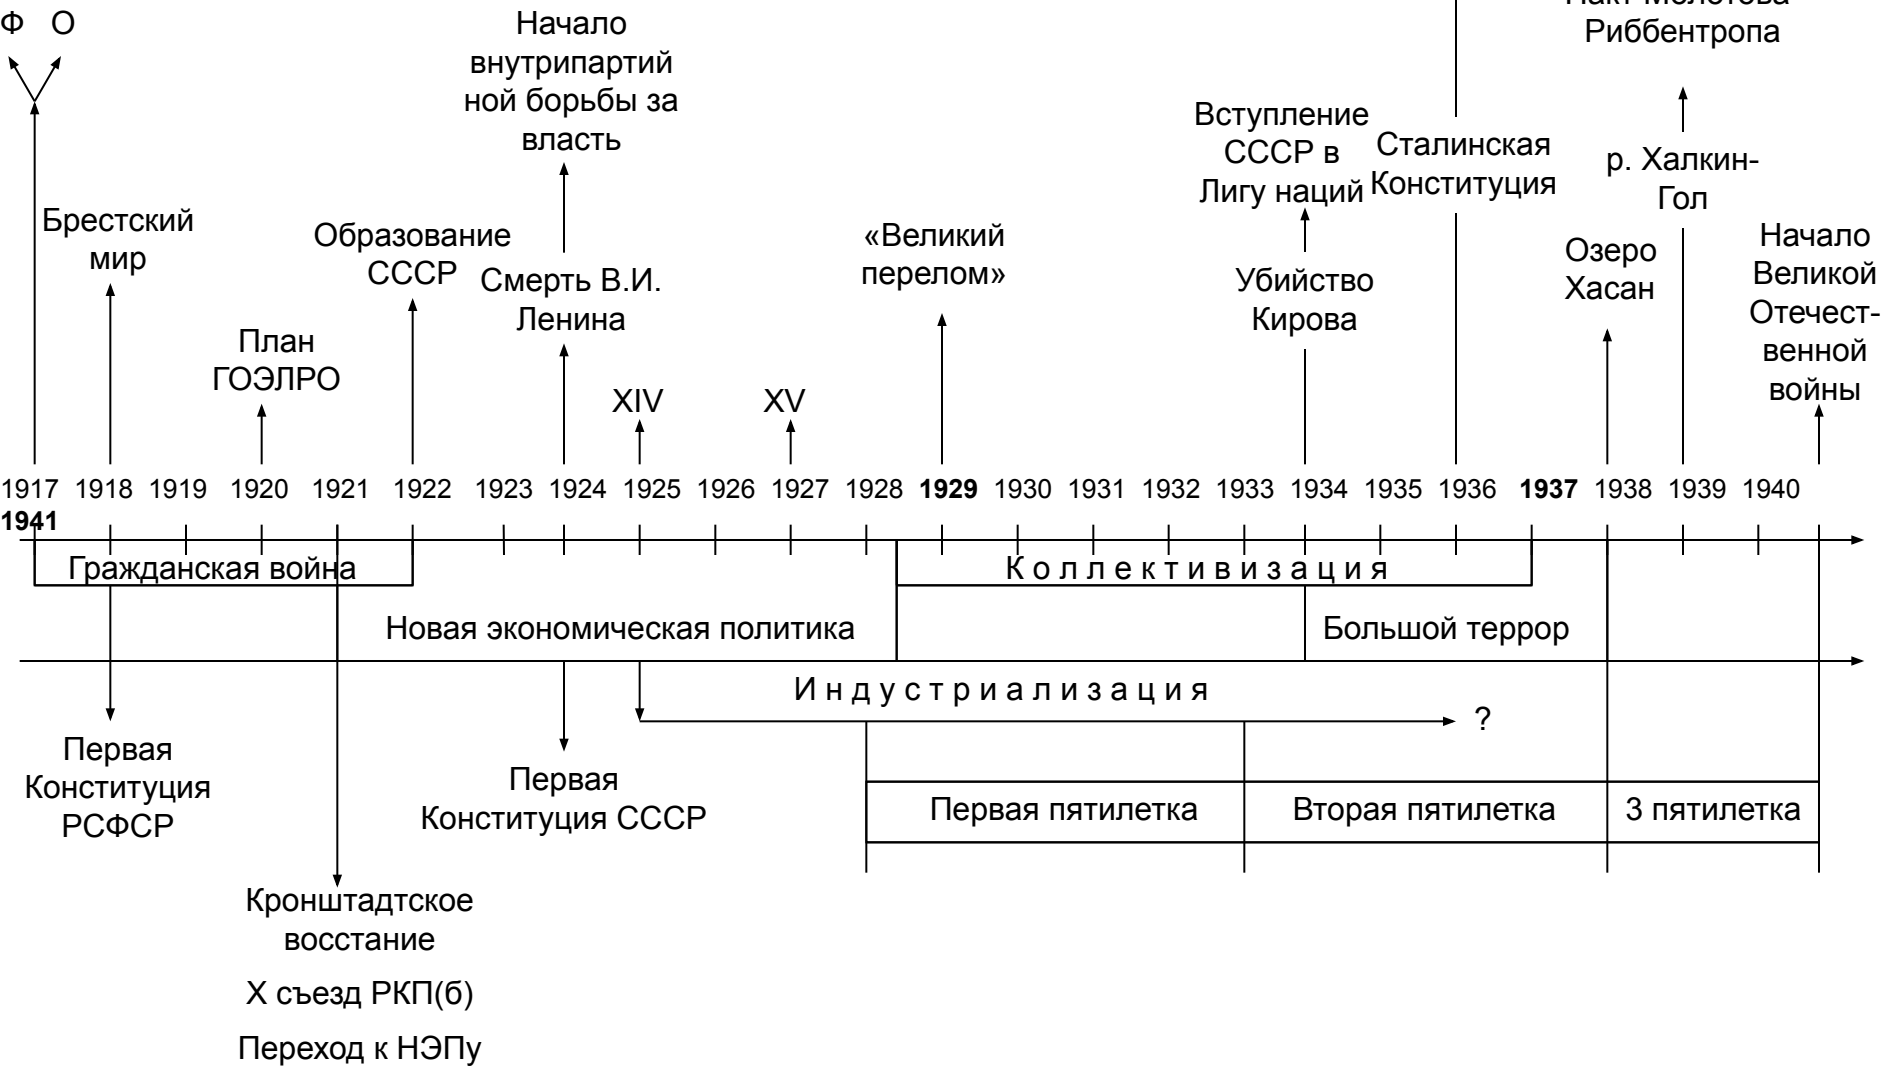 Ф О
Начало
внутрипартий
ной борьбы за
власть
Пакт Молотова
Риббентропа
Вступление
СССР в
Лигу наций
Сталинская
Конституция
р. Халкин-
Гол
Брестский
мир
Образование
СССР
Смерть В.И.
Ленина
«Великий
перелом»
Убийство
Кирова
Озеро
Хасан
Начало
Великой
Отечест-
венной
войны
План
ГОЭЛРО
XIV
XV
1917 1918 1919 1920 1921 1922 1923 1924 1925 1926 1927 1928 1929 1930 1931 1932 1933 1934 1935 1936 1937 1938 1939 1940
1941
Гражданская война
Коллективизация
Новая экономическая политика
Большой террор
Индустриализация
?
Первая
Конституция
РСФСР
Первая
Конституция СССР
Первая пятилетка
Вторая пятилетка
3 пятилетка
Кронштадтское
восстание
X съезд РКП(б)
Переход к НЭПу